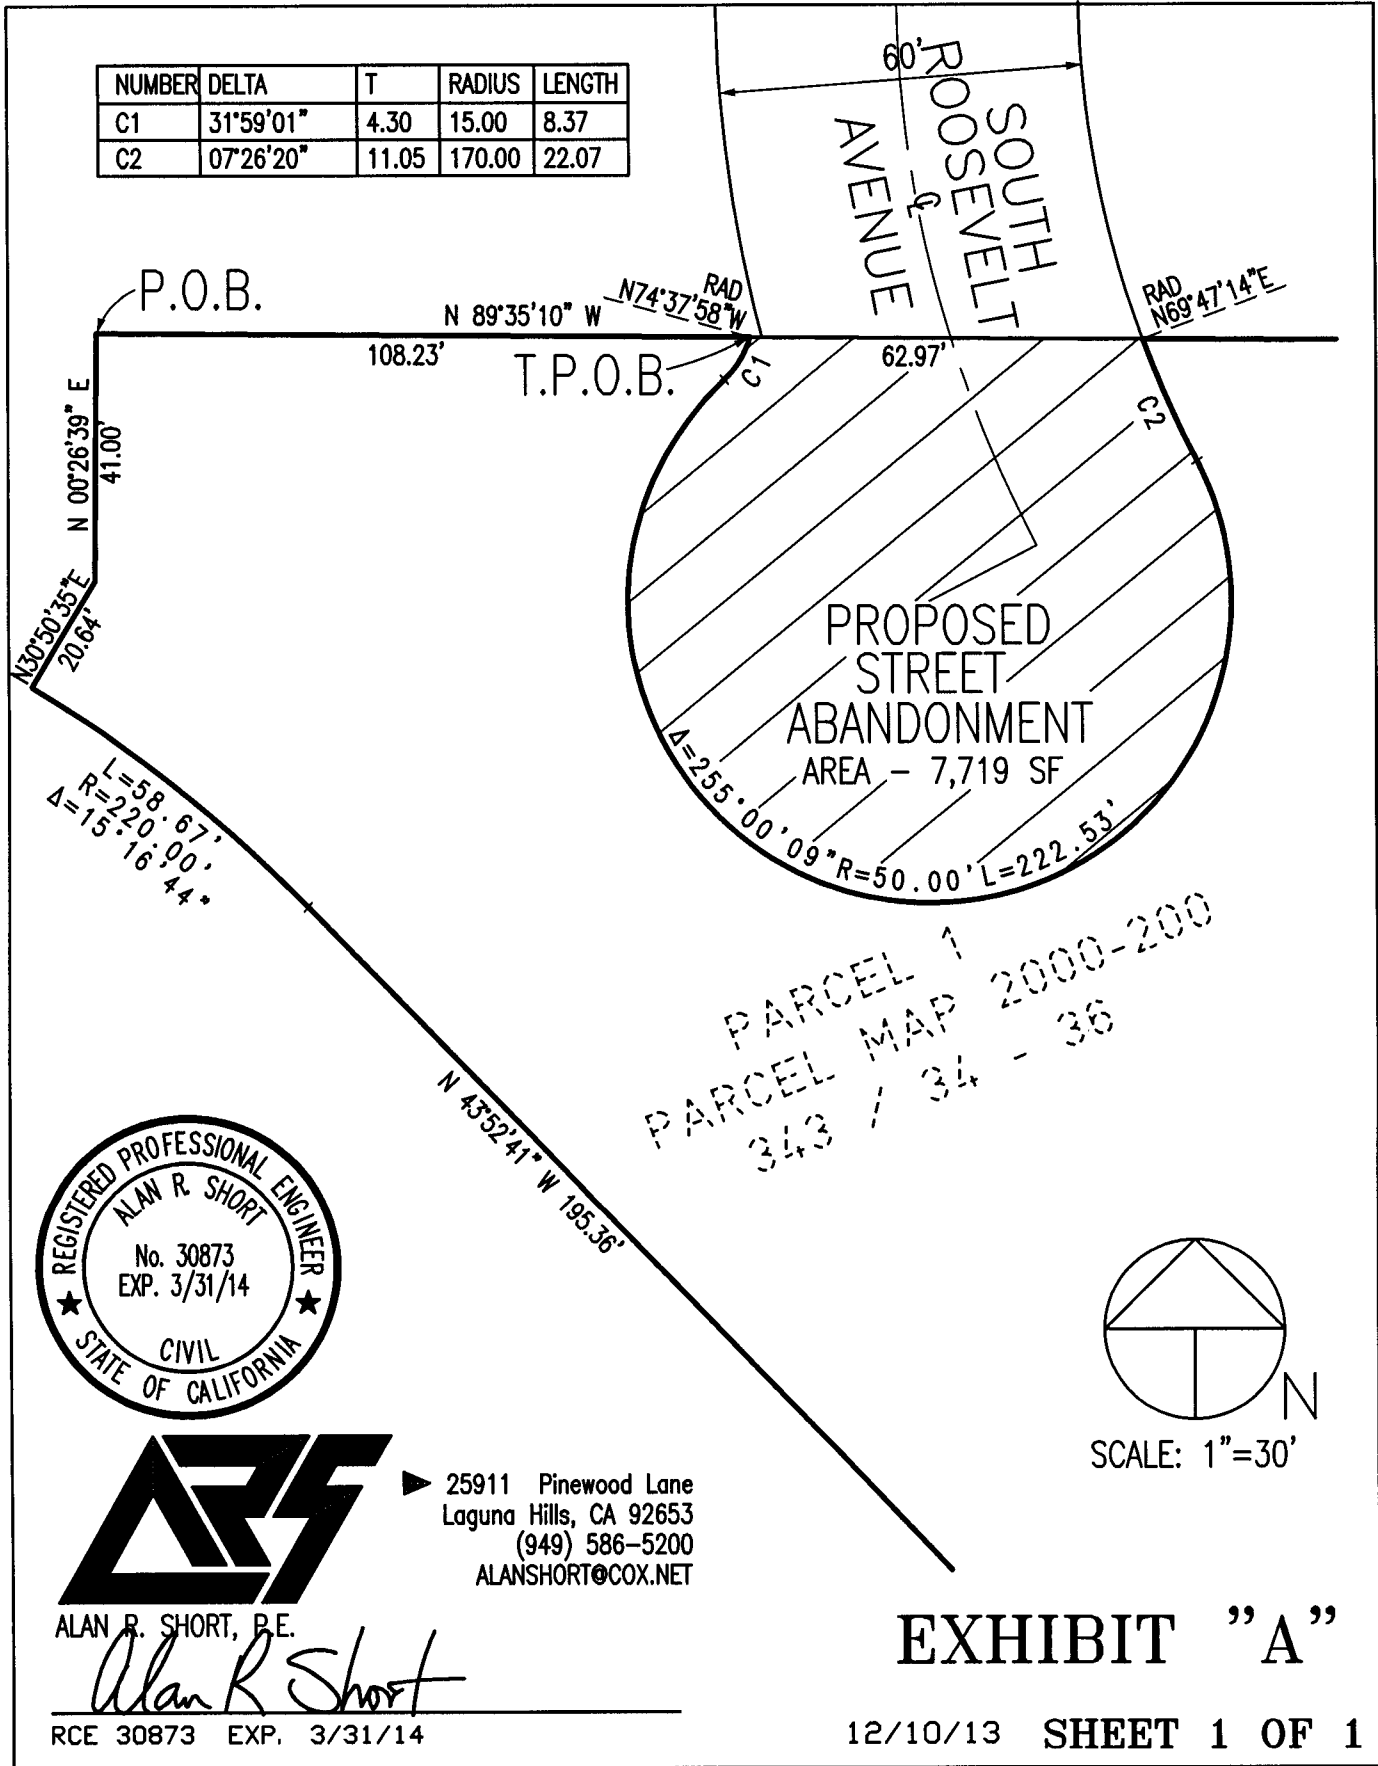 NUMBER DELTA T RADIUS LENGTH
C1 31°59'01" 4.30 15.00 8.37
C2 07°26'20" 11.05 170.00 22.07
60'
SOUTH
ROOSEVELT
AVENUE
℄
P.O.B.
N 89°35'10" W
108.23'
RAD
N74°37'58"W
T.P.O.B.
C1
62.97'
RAD
N69°47'14"E
C2
N 00°26'39" E
41.00'
N30°50'35"E
20.64'
L=58.67'
R=220.00'
Δ=15°16'44"
PROPOSED
STREET
ABANDONMENT
AREA - 7,719 SF
Δ=255°00'09" R=50.00' L=222.53'
PARCEL 1
PARCEL MAP 2000-200
343 / 34 - 36
N 43°52'41" W 195.36'
REGISTERED PROFESSIONAL ENGINEER
ALAN R. SHORT
No. 30873
EXP. 3/31/14
CIVIL
★ STATE OF CALIFORNIA ★
N
SCALE: 1"=30'
ARS
25911 Pinewood Lane
Laguna Hills, CA 92653
(949) 586-5200
ALANSHORT@COX.NET
ALAN R. SHORT, P.E.
Alan R Short
RCE 30873 EXP. 3/31/14
EXHIBIT "A"
12/10/13 SHEET 1 OF 1